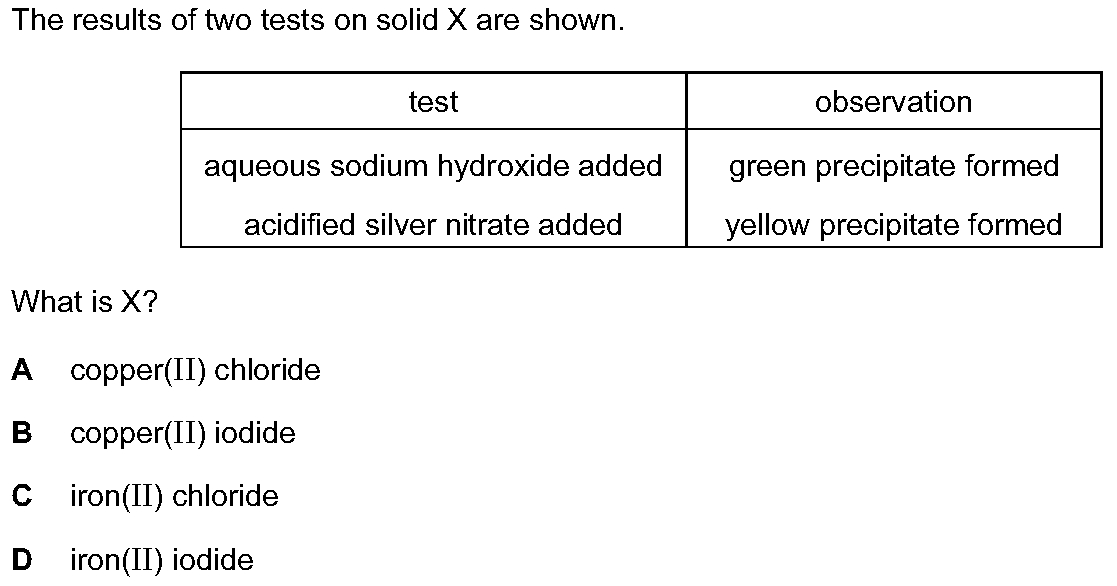 The results of two tests on solid X are shown.
test observation
aqueous sodium hydroxide added green precipitate formed
acidified silver nitrate added yellow precipitate formed
What is X?
A copper(II) chloride
B copper(II) iodide
C iron(II) chloride
D iron(II) iodide